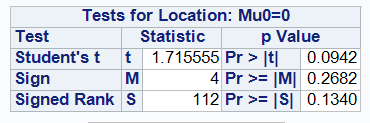 Tests for Location: Mu0=0
Test Statistic p Value
Student's t t 1.715555 Pr > |t| 0.0942
Sign M 4 Pr >= |M| 0.2682
Signed Rank S 112 Pr >= |S| 0.1340